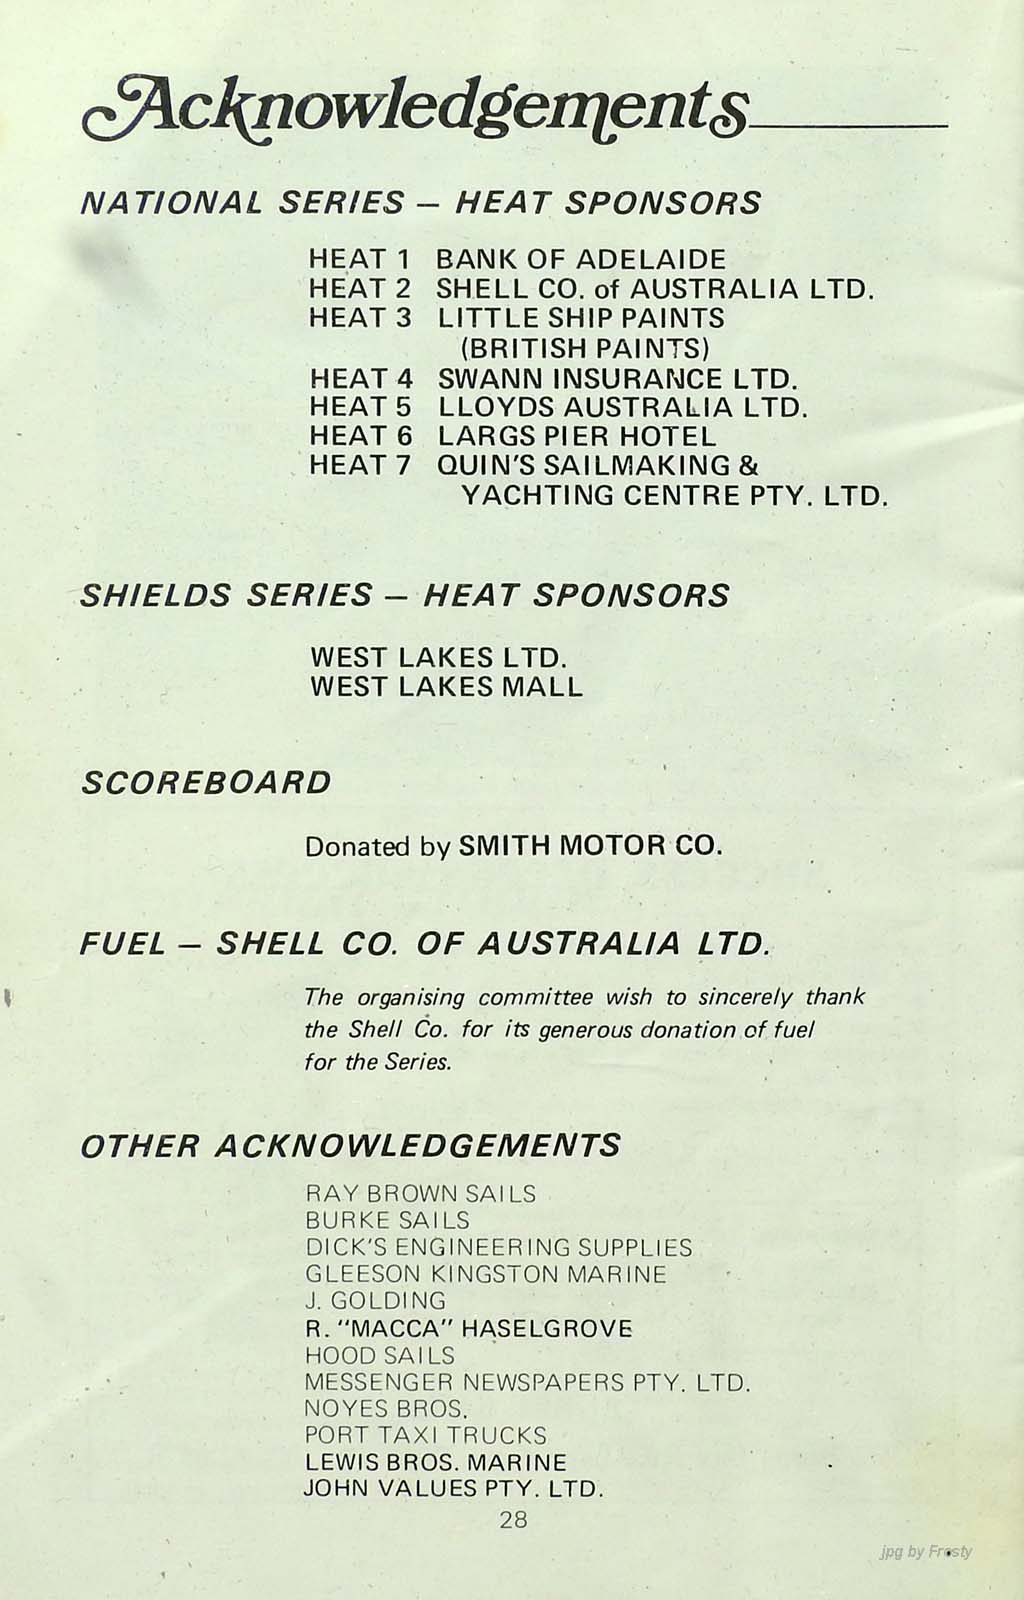 Acknowledgements
NATIONAL SERIES – HEAT SPONSORS
HEAT 1 BANK OF ADELAIDE
HEAT 2 SHELL CO. of AUSTRALIA LTD.
HEAT 3 LITTLE SHIP PAINTS
(BRITISH PAINTS)
HEAT 4 SWANN INSURANCE LTD.
HEAT 5 LLOYDS AUSTRALIA LTD.
HEAT 6 LARGS PIER HOTEL
HEAT 7 QUIN'S SAILMAKING &
YACHTING CENTRE PTY. LTD.
SHIELDS SERIES – HEAT SPONSORS
WEST LAKES LTD.
WEST LAKES MALL
SCOREBOARD
Donated by SMITH MOTOR CO.
FUEL – SHELL CO. OF AUSTRALIA LTD.
The organising committee wish to sincerely thank
the Shell Co. for its generous donation of fuel
for the Series.
OTHER ACKNOWLEDGEMENTS
RAY BROWN SAILS
BURKE SAILS
DICK'S ENGINEERING SUPPLIES
GLEESON KINGSTON MARINE
J. GOLDING
R. "MACCA" HASELGROVE
HOOD SAILS
MESSENGER NEWSPAPERS PTY. LTD.
NOYES BROS.
PORT TAXI TRUCKS
LEWIS BROS. MARINE
JOHN VALUES PTY. LTD.
28
jpg by Frosty